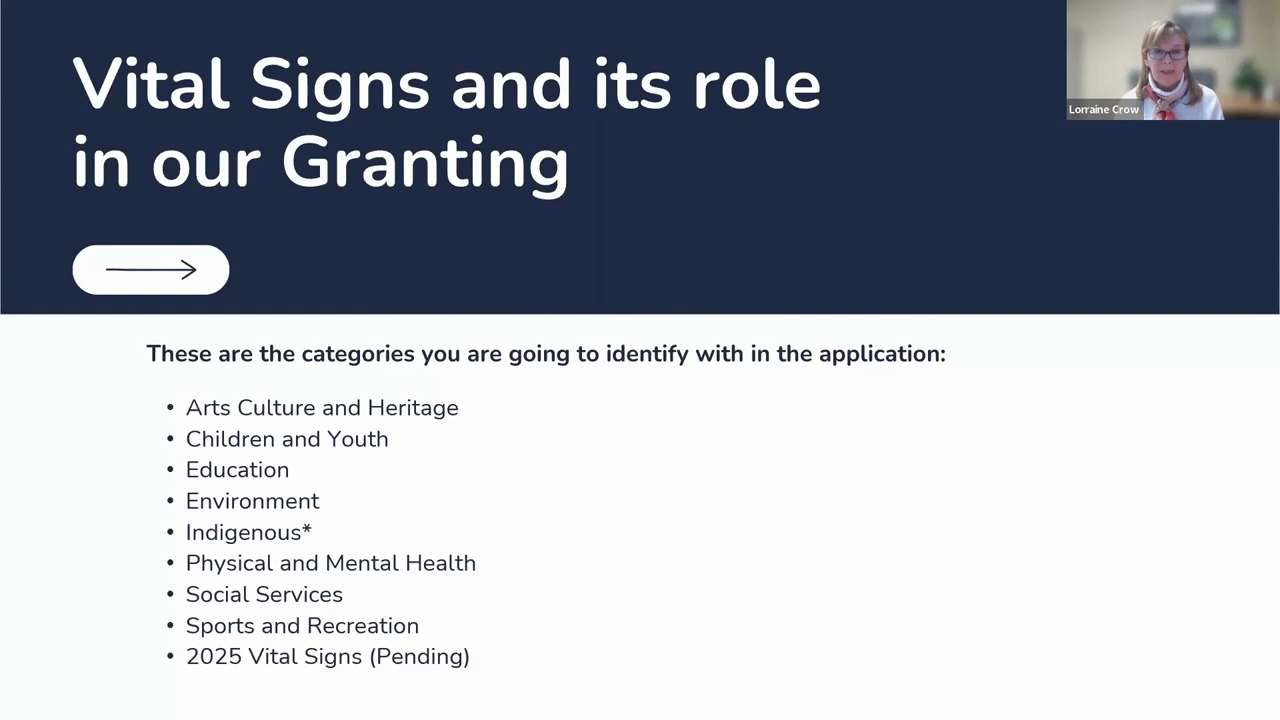 Vital Signs and its role
in our Granting
Lorraine Crow
These are the categories you are going to identify with in the application:
• Arts Culture and Heritage
• Children and Youth
• Education
• Environment
• Indigenous*
• Physical and Mental Health
• Social Services
• Sports and Recreation
• 2025 Vital Signs (Pending)